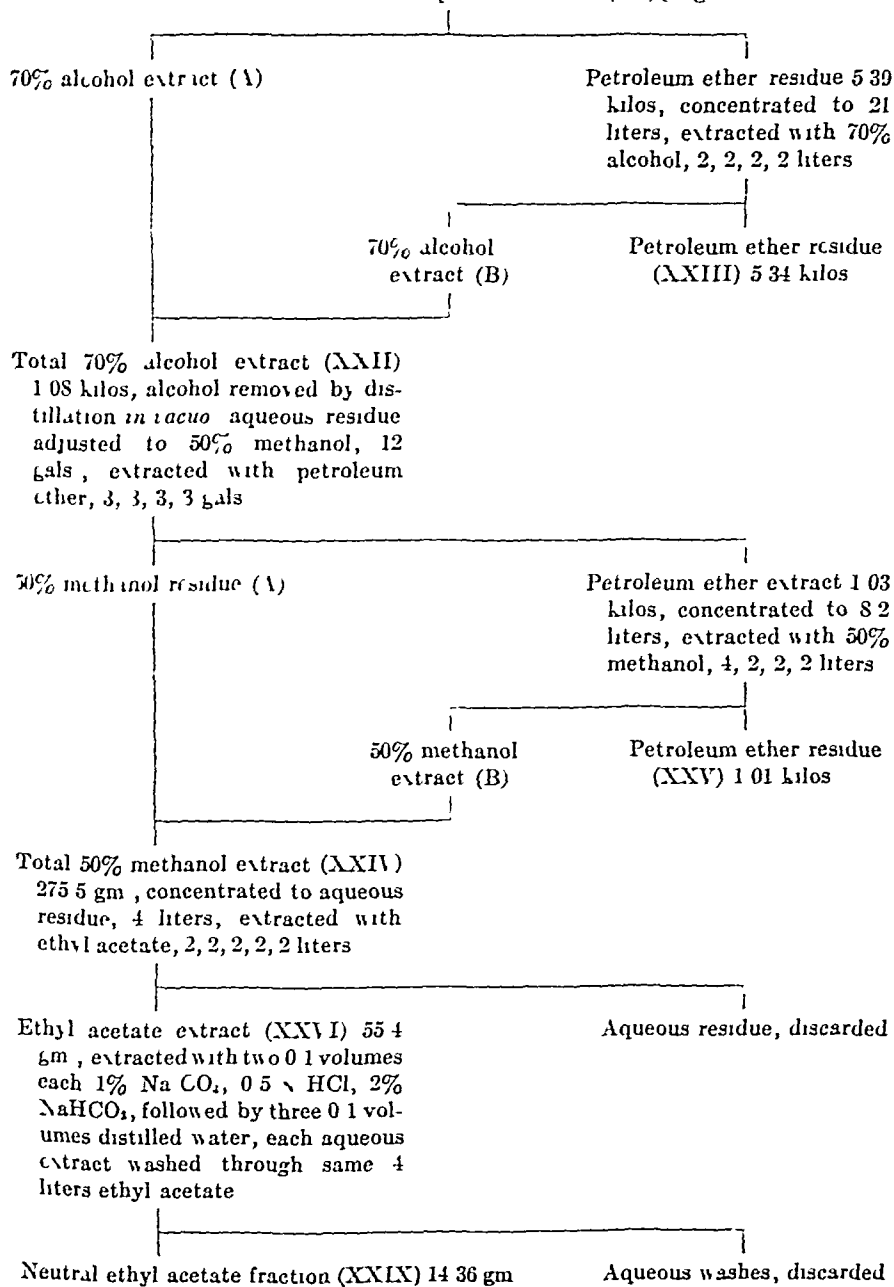 70% alcohol extract (A)
Petroleum ether residue 5 39
kilos, concentrated to 21
liters, extracted with 70%
alcohol, 2, 2, 2, 2 liters
70% alcohol
extract (B)
Petroleum ether residue
(XXIII) 5 34 kilos
Total 70% alcohol extract (XXII)
1 08 kilos, alcohol removed by dis-
tillation in vacuo aqueous residue
adjusted to 50% methanol, 12
gals , extracted with petroleum
ether, 3, 3, 3, 3 gals
50% methanol residue (A)
Petroleum ether extract 1 03
kilos, concentrated to 8 2
liters, extracted with 50%
methanol, 4, 2, 2, 2 liters
50% methanol
extract (B)
Petroleum ether residue
(XXV) 1 01 kilos
Total 50% methanol extract (XXIV)
275 5 gm , concentrated to aqueous
residue, 4 liters, extracted with
ethyl acetate, 2, 2, 2, 2, 2 liters
Ethyl acetate extract (XXVI) 55 4
gm , extracted with two 0 1 volumes
each 1% Na CO₃, 0 5 N HCl, 2%
NaHCO₃, followed by three 0 1 vol-
umes distilled water, each aqueous
extract washed through same 4
liters ethyl acetate
Aqueous residue, discarded
Neutral ethyl acetate fraction (XXIX) 14 36 gm
Aqueous washes, discarded